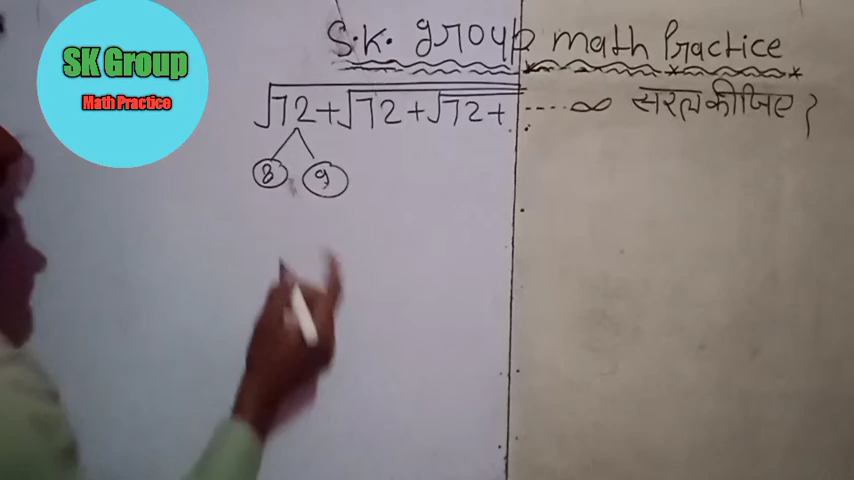 SK Group
Math Practice
S.K. group math Practice
√72+√72+√72+ ----∞ सरल कीजिए ?
8 9